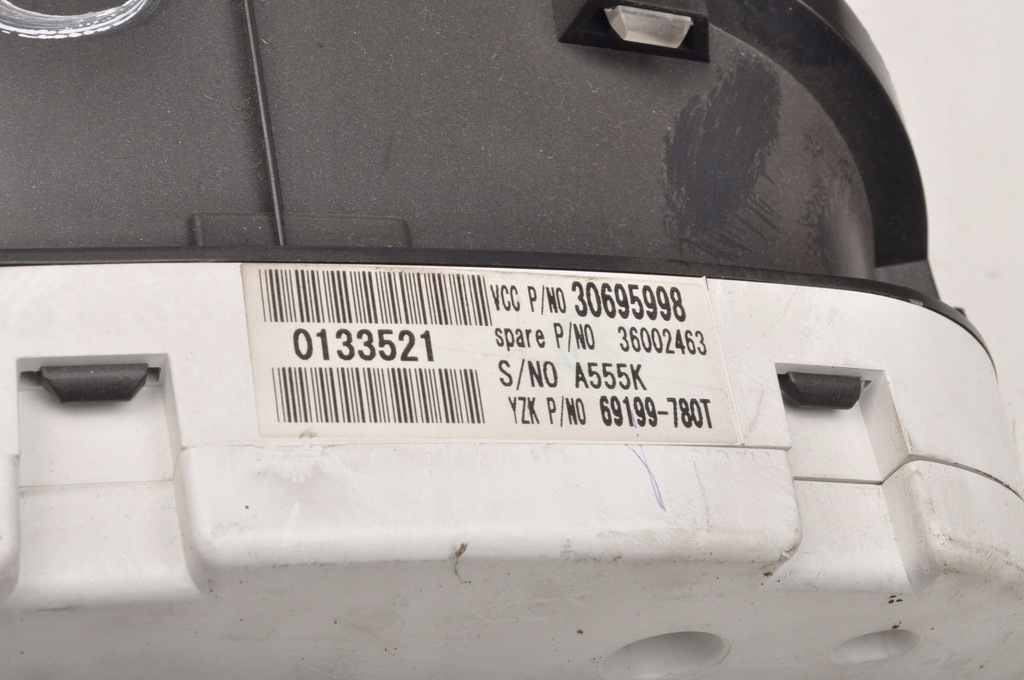 0133521
VCC P/NO 30695998
spare P/NO 36002463
S/NO A555K
YZK P/NO 69199-780T